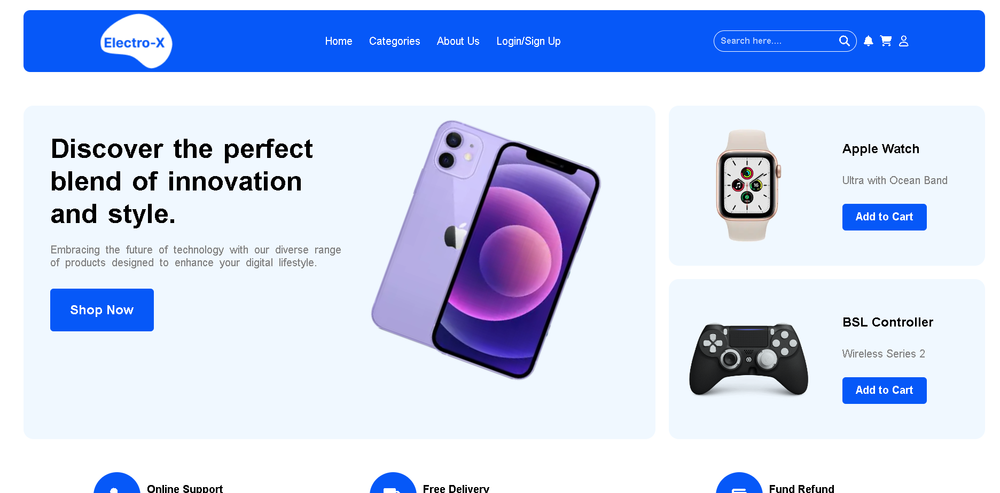 Electro-X
Home
Categories
About Us
Login/Sign Up
Search here....
Discover the perfect
blend of innovation
and style.
Embracing the future of technology with our diverse range
of products designed to enhance your digital lifestyle.
Shop Now
16
Apple Watch
Ultra with Ocean Band
Add to Cart
BSL Controller
Wireless Series 2
Add to Cart
Online Support
Free Delivery
Fund Refund